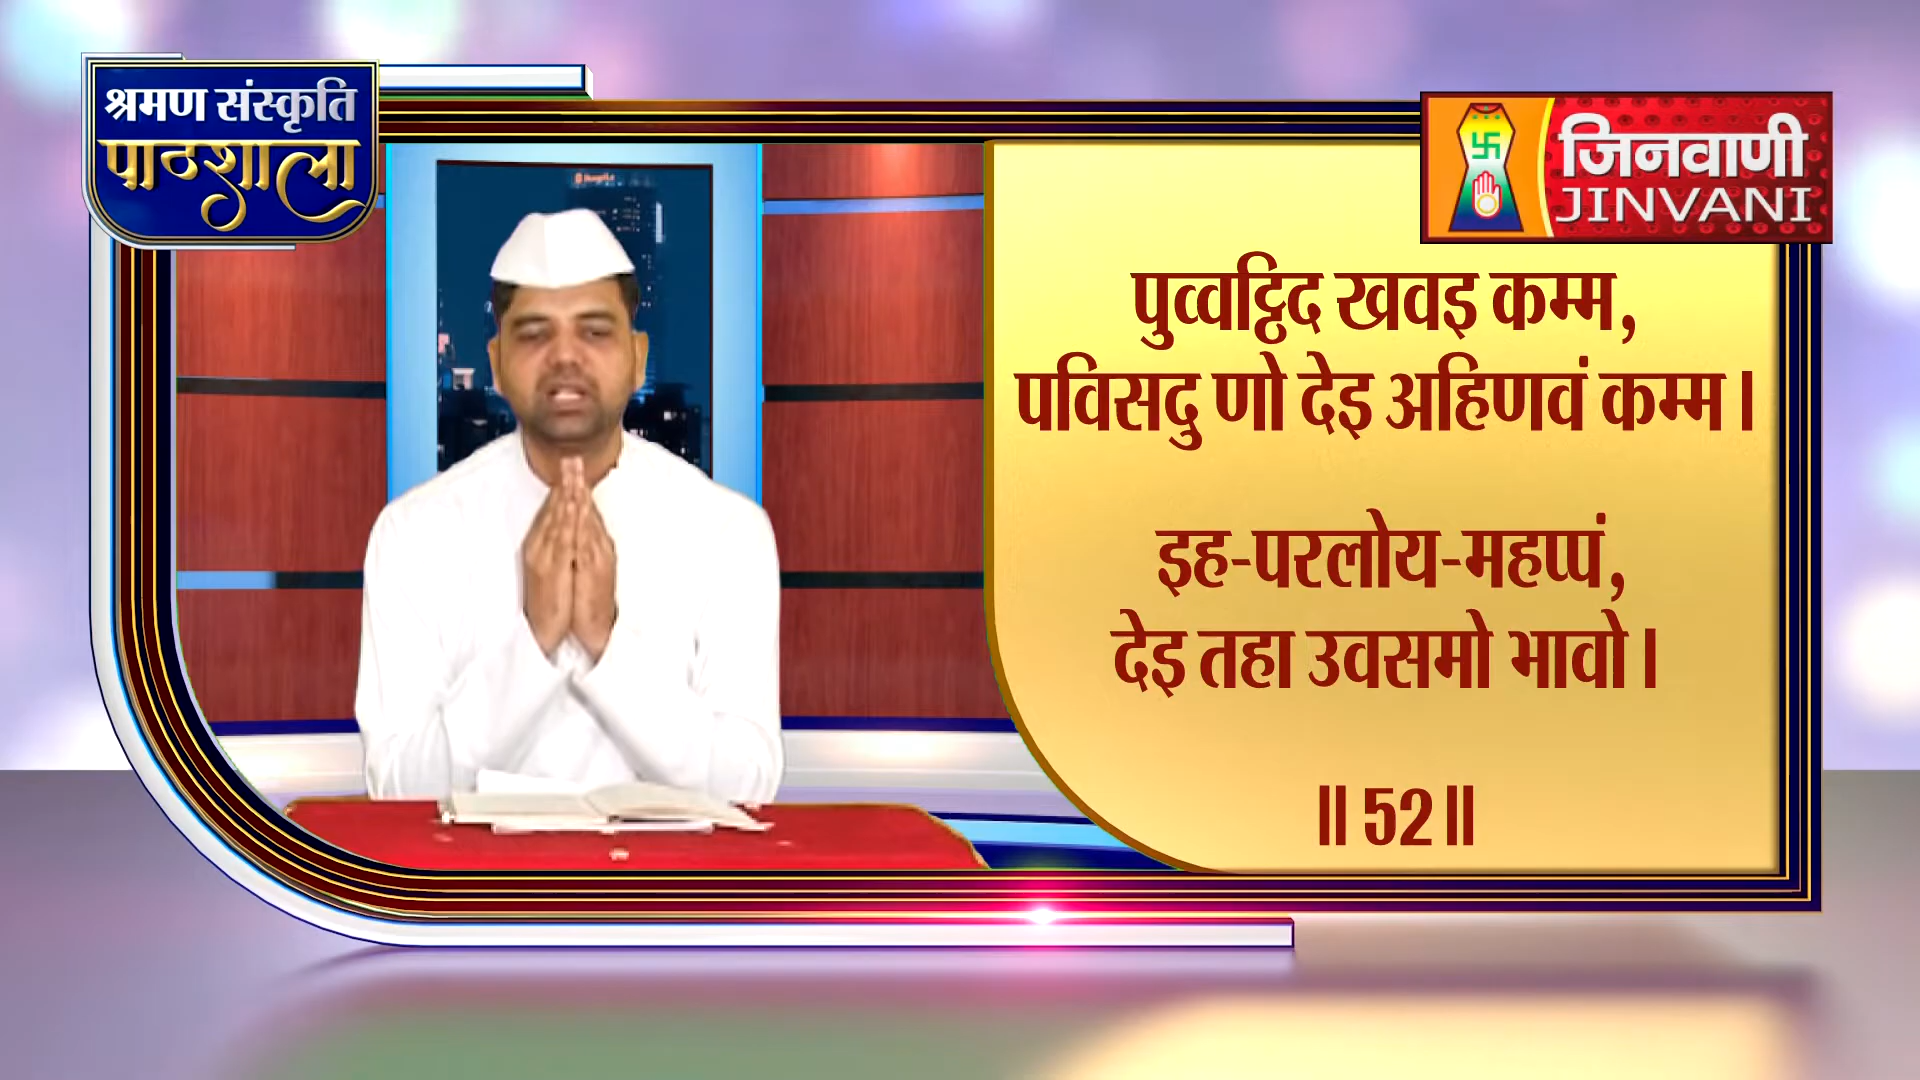 श्रमण संस्कृति
पाठशाला
जिनवाणी
JINVANI
पुव्वट्ठिद खवइ कम्म,
पविसदु णो देइ अहिणवं कम्म।
इह-परलोय-महप्पं,
देइ तहा उवसमो भावो।
॥ 52॥